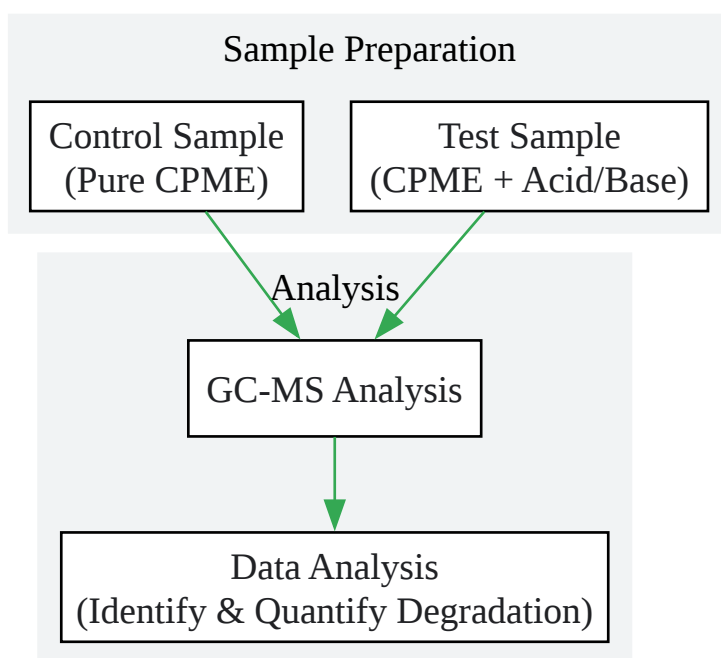 Sample Preparation
Control Sample
(Pure CPME)
Test Sample
(CPME + Acid/Base)
Analysis
GC-MS Analysis
Data Analysis
(Identify & Quantify Degradation)